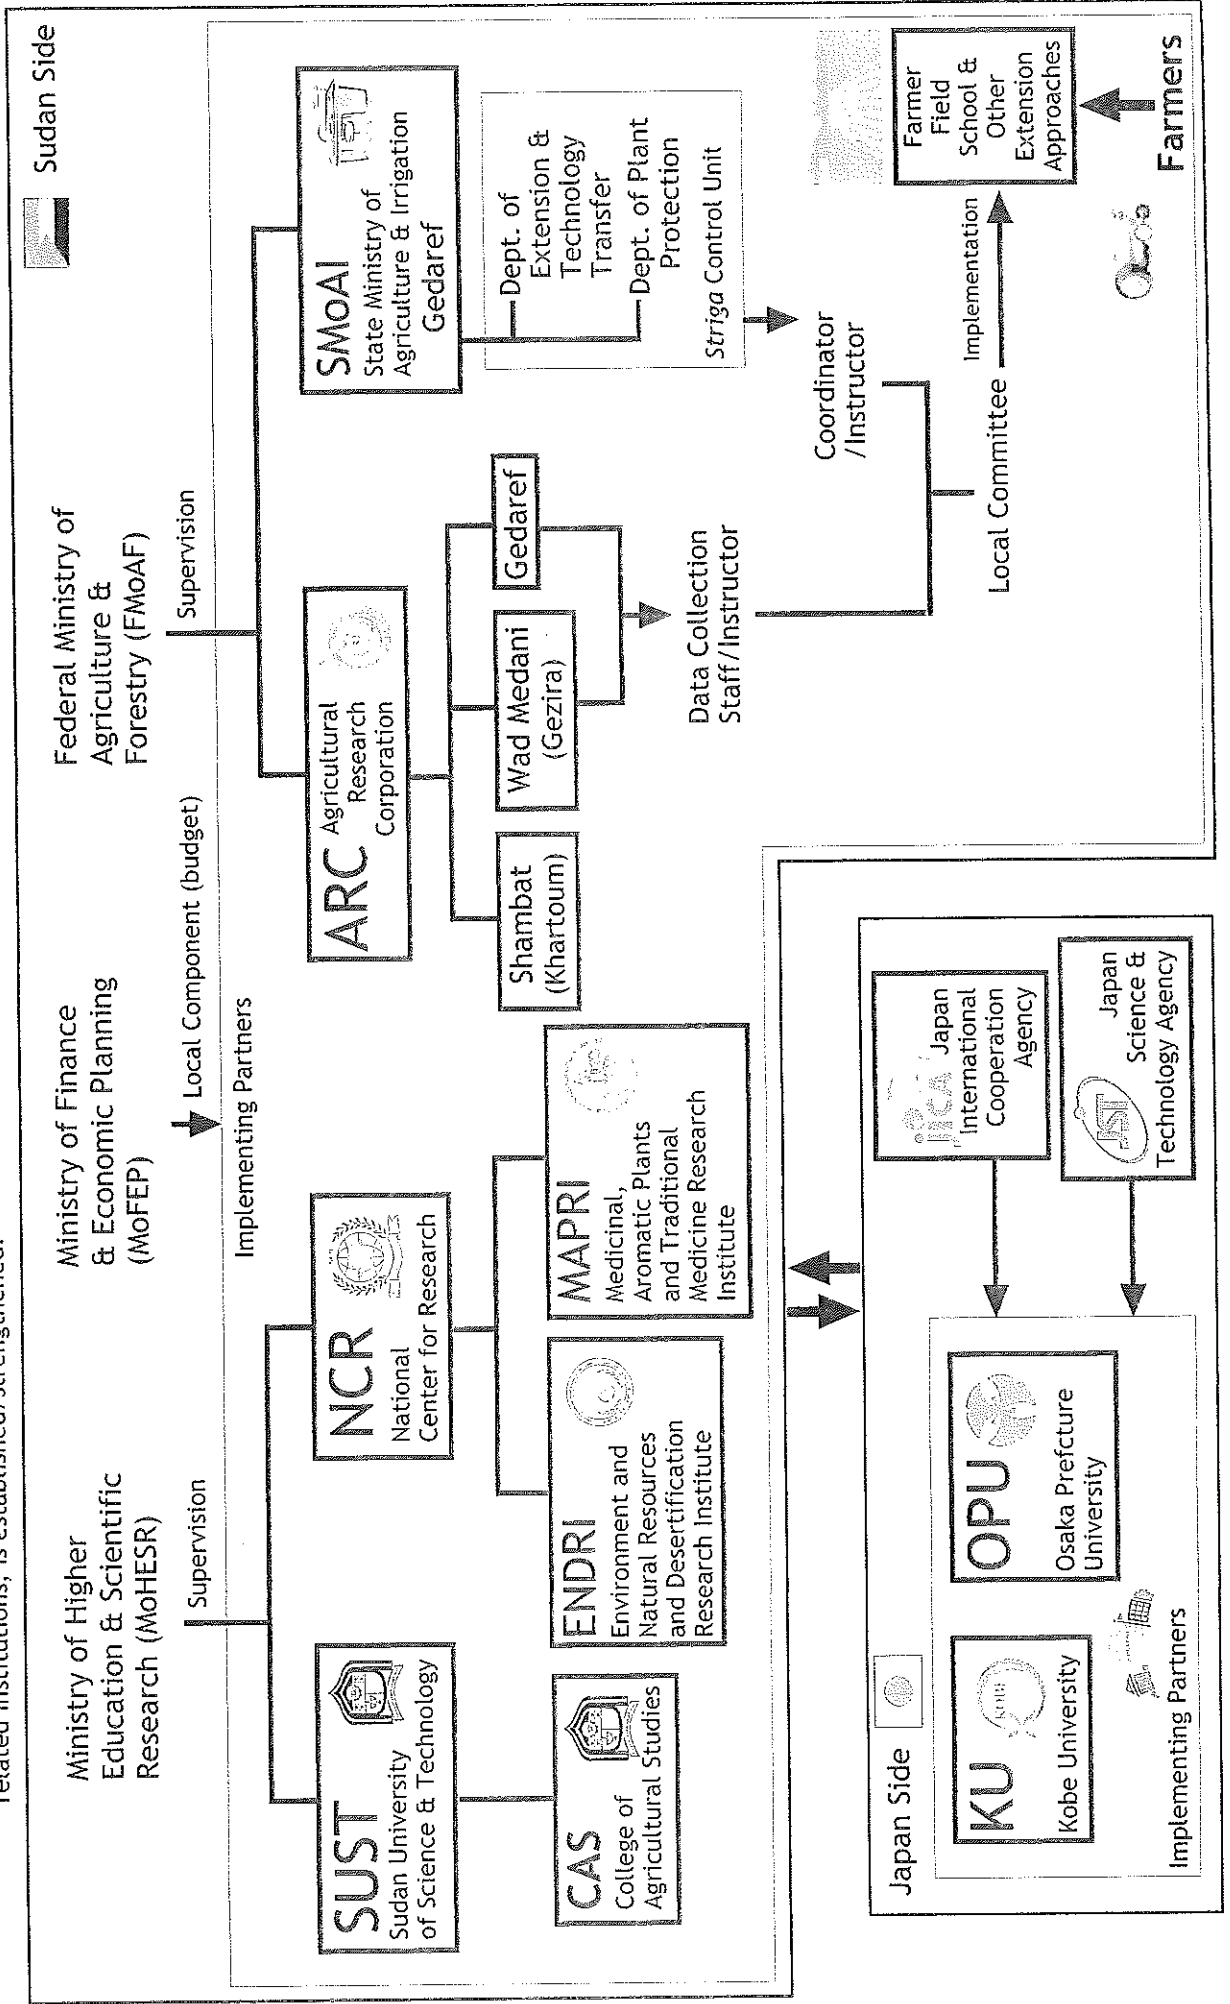 related institutions, is established/strengthened.
Sudan Side
Ministry of Higher
Education & Scientific
Research (MoHESR)
Ministry of Finance
& Economic Planning
(MoFEP)
Federal Ministry of
Agriculture &
Forestry (FMoAF)
Supervision
Local Component (budget)
Supervision
Implementing Partners
SUST
Sudan University
of Science & Technology
NCR
National
Center for Research
ARC Agricultural
Research
Corporation
SMoAI
State Ministry of
Agriculture & Irrigation
Gedaref
CAS
College of
Agricultural Studies
ENDRI
Environment and
Natural Resources
and Desertification
Research Institute
MAPRI
Medicinal,
Aromatic Plants
and Traditional
Medicine Research
Institute
Shambat
(Khartoum)
Wad Medani
(Gezira)
Gedaref
Dept. of
Extension &
Technology
Transfer
Dept. of Plant
Protection
Striga Control Unit
Data Collection
Staff/Instructor
Coordinator
/Instructor
Local Committee
Implementation
Farmer
Field
School &
Other
Extension
Approaches
Farmers
Japan Side
KU
KOBE
Kobe University
OPU
Osaka Prefcture
University
Implementing Partners
JICA Japan
International
Cooperation
Agency
JST
Japan
Science &
Technology Agency